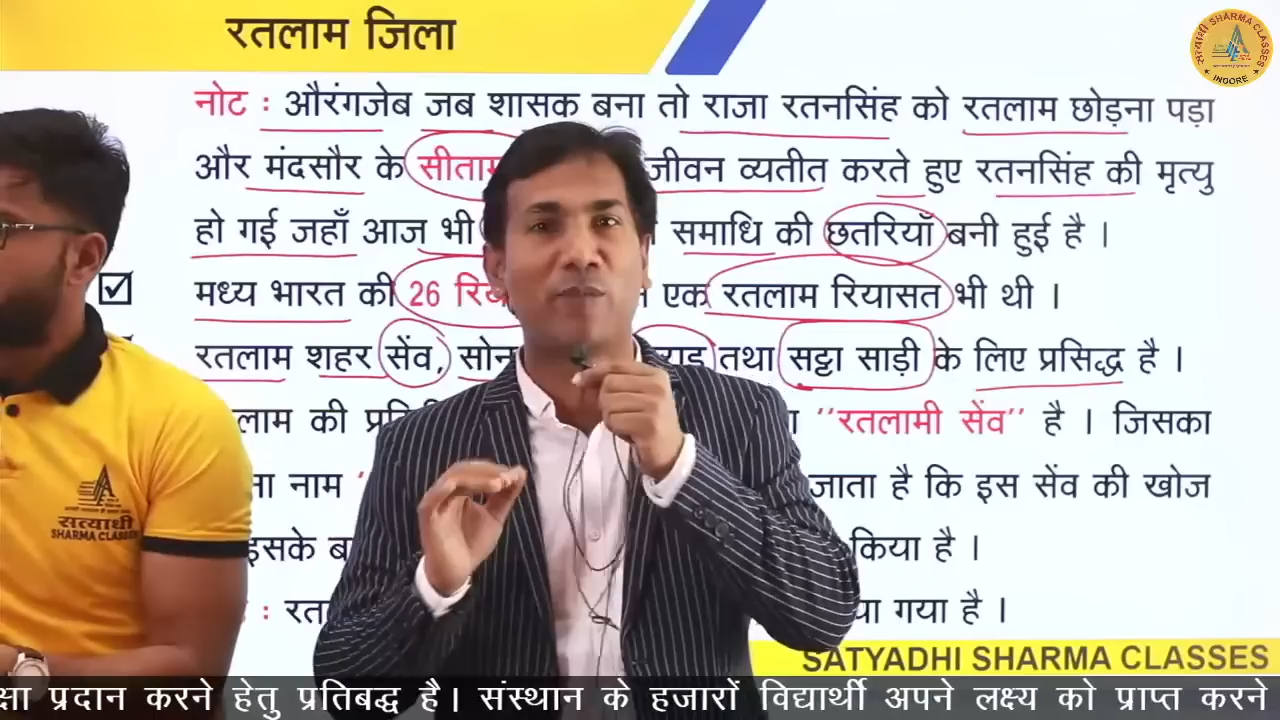 रतलाम जिला
सत्यार्थी SHARMA CLASSES
INDORE
नोट : औरंगजेब जब शासक बना तो राजा रतनसिंह को रतलाम छोड़ना पड़ा
और मंदसौर के जीवन व्यतीत करते हुए रतनसिंह की मृत्यु
हो गई जहाँ आज भी समाधि की छतरियाँ बनी हुई है ।
मध्य भारत की 26 एक रतलाम रियासत भी थी ।
रतलाम शहर सेंव, तथा सट्टा साड़ी के लिए प्रसिद्ध है ।
की ''रतलामी सेंव'' है । जिसका
नाम जाता है कि इस सेंव की खोज
इसके किया है ।
गया है ।
सत्यार्थी
SHARMA CLASSES
SATYADHI SHARMA CLASSES
प्रदान करने हेतु प्रतिबद्ध है। संस्थान के हजारों विद्यार्थी अपने लक्ष्य को प्राप्त करने